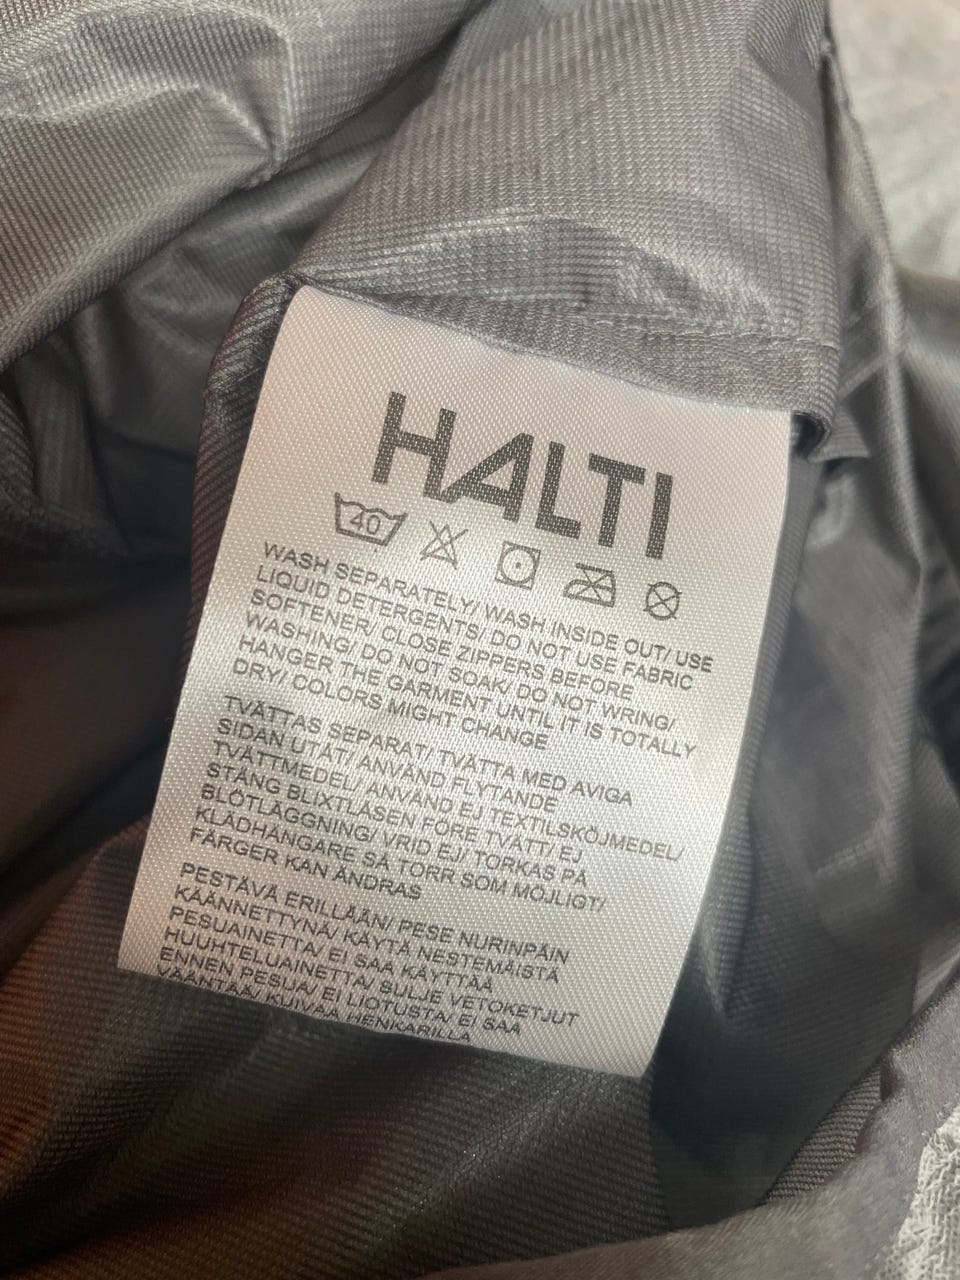 HALTI
40
WASH SEPARATELY/ WASH INSIDE OUT/ USE
LIQUID DETERGENTS/ DO NOT USE FABRIC
SOFTENER/ CLOSE ZIPPERS BEFORE
WASHING/ DO NOT SOAK/ DO NOT WRING/
HANGER THE GARMENT UNTIL IT IS TOTALLY
DRY/ COLORS MIGHT CHANGE
TVÄTTAS SEPARAT/ TVÄTTA MED AVIGA
SIDAN UTÅT/ ANVÄND FLYTANDE
TVÄTTMEDEL/ ANVÄND EJ TEXTILSKÖJMEDEL/
STÄNG BLIXTLÅSEN FÖRE TVÄTT/ EJ
BLÖTLÄGGNING/ VRID EJ/ TORKAS PÅ
KLÄDHÄNGARE SÅ TORR SOM MÖJLIGT/
FÄRGER KAN ÄNDRAS
PESTÄVÄ ERILLÄÄN/ PESE NURINPÄIN
KÄÄNNETTYNÄ/ KÄYTÄ NESTEMÄISTÄ
PESUAINETTA/ EI SAA KÄYTTÄÄ
HUUHTELUAINETTA/ SULJE VETOKETJUT
ENNEN PESUA/ EI LIOTUSTA/ EI SAA
VÄÄNTÄÄ/ KUIVAA HENKARILLA